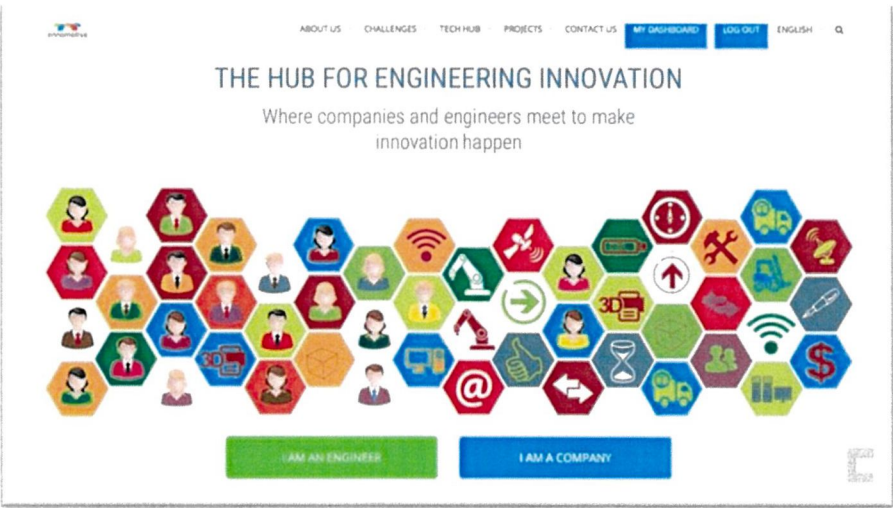 innomotive
ABOUT US CHALLENGES TECH HUB PROJECTS CONTACT US MY DASHBOARD LOG OUT ENGLISH
THE HUB FOR ENGINEERING INNOVATION
Where companies and engineers meet to make
innovation happen
3D
3D
@
$
I AM AN ENGINEER I AM A COMPANY